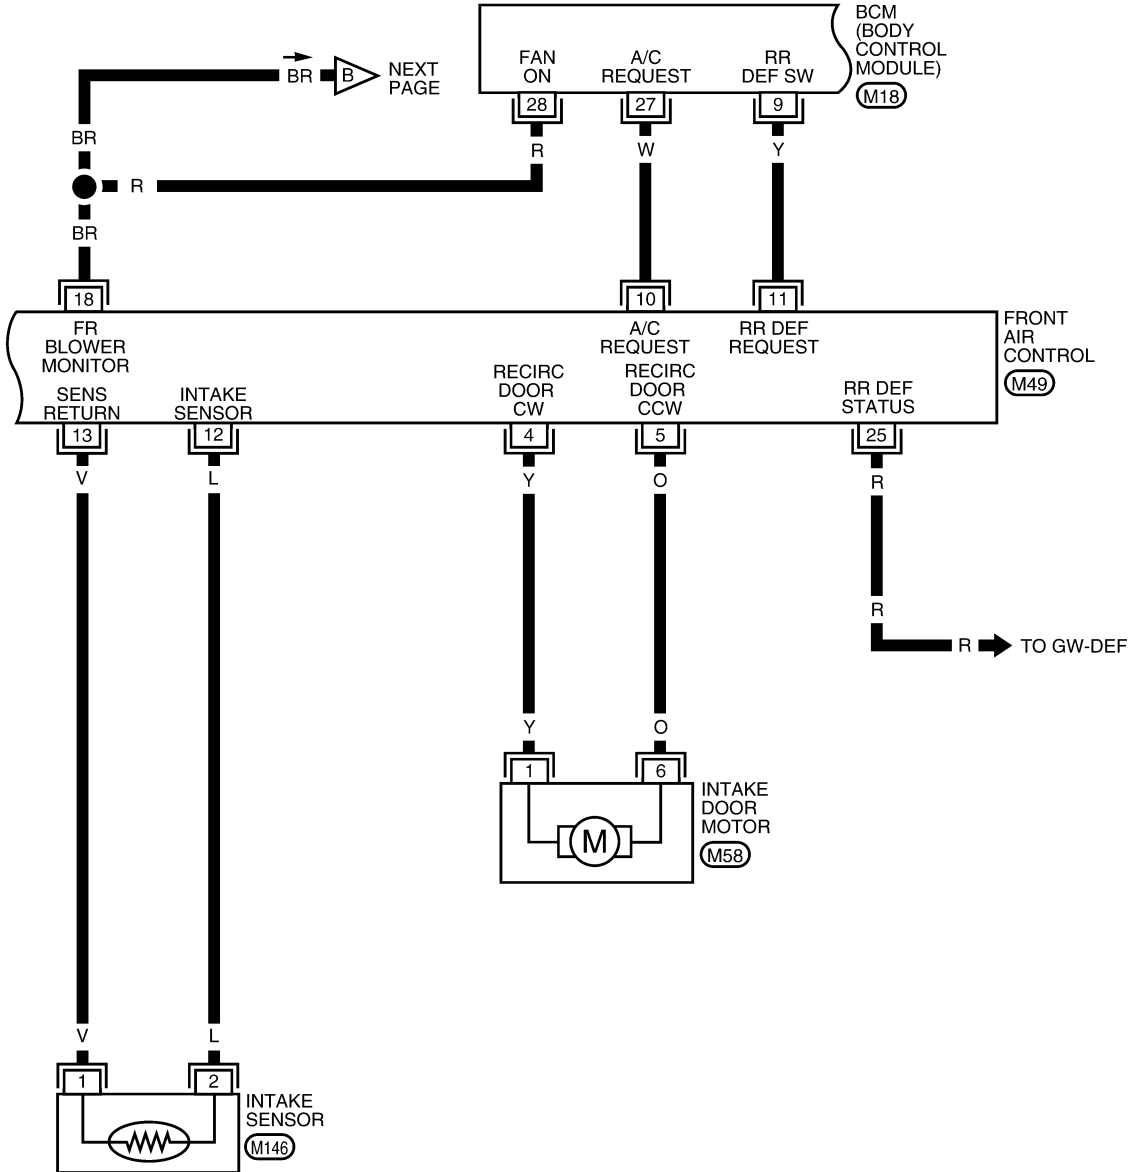 BCM
(BODY
CONTROL
MODULE)
M18
FAN
ON
A/C
REQUEST
RR
DEF SW
28
27
9
BR
B
NEXT
PAGE
BR
R
W
Y
R
BR
18
10
11
FR
BLOWER
MONITOR
A/C
REQUEST
RR DEF
REQUEST
FRONT
AIR
CONTROL
M49
SENS
RETURN
INTAKE
SENSOR
RECIRC
DOOR
CW
RECIRC
DOOR
CCW
RR DEF
STATUS
13
12
4
5
25
V
L
Y
O
R
R
R
TO GW-DEF
Y
O
1
6
M
INTAKE
DOOR
MOTOR
M58
V
L
1
2
INTAKE
SENSOR
M146